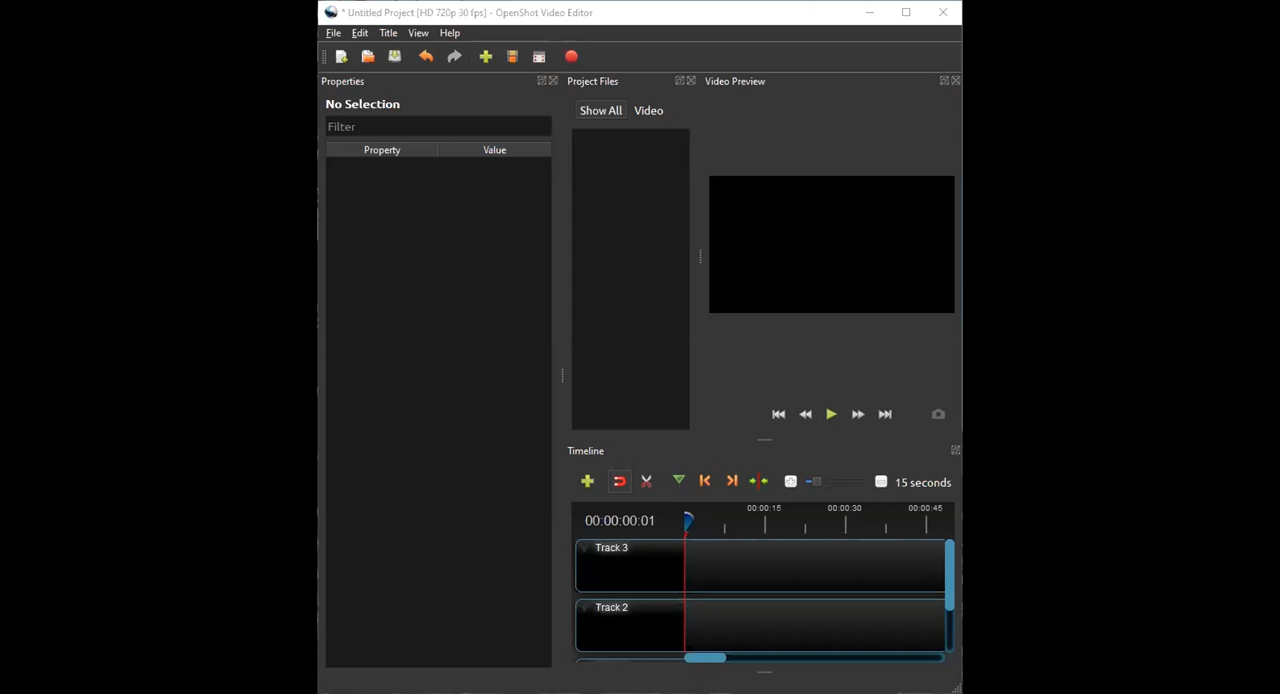 * Untitled Project [HD 720p 30 fps] - OpenShot Video Editor
File Edit Title View Help
Properties
Project Files
Video Preview
No Selection
Show All Video
Filter
Property Value
Timeline
15 seconds
00:00:00:01
00:00:15 00:00:30 00:00:45
Track 3
Track 2